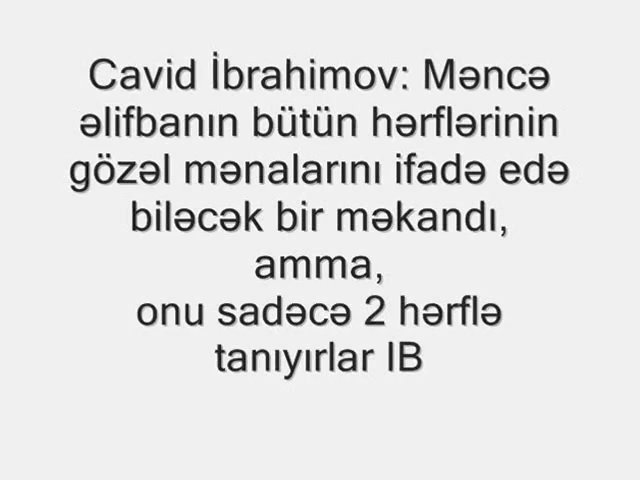 Cavid İbrahimov: Məncə
əlifbanın bütün hərflərinin
gözəl mənalarını ifadə edə
biləcək bir məkandı,
amma,
onu sadəcə 2 hərflə
tanıyırlar IB